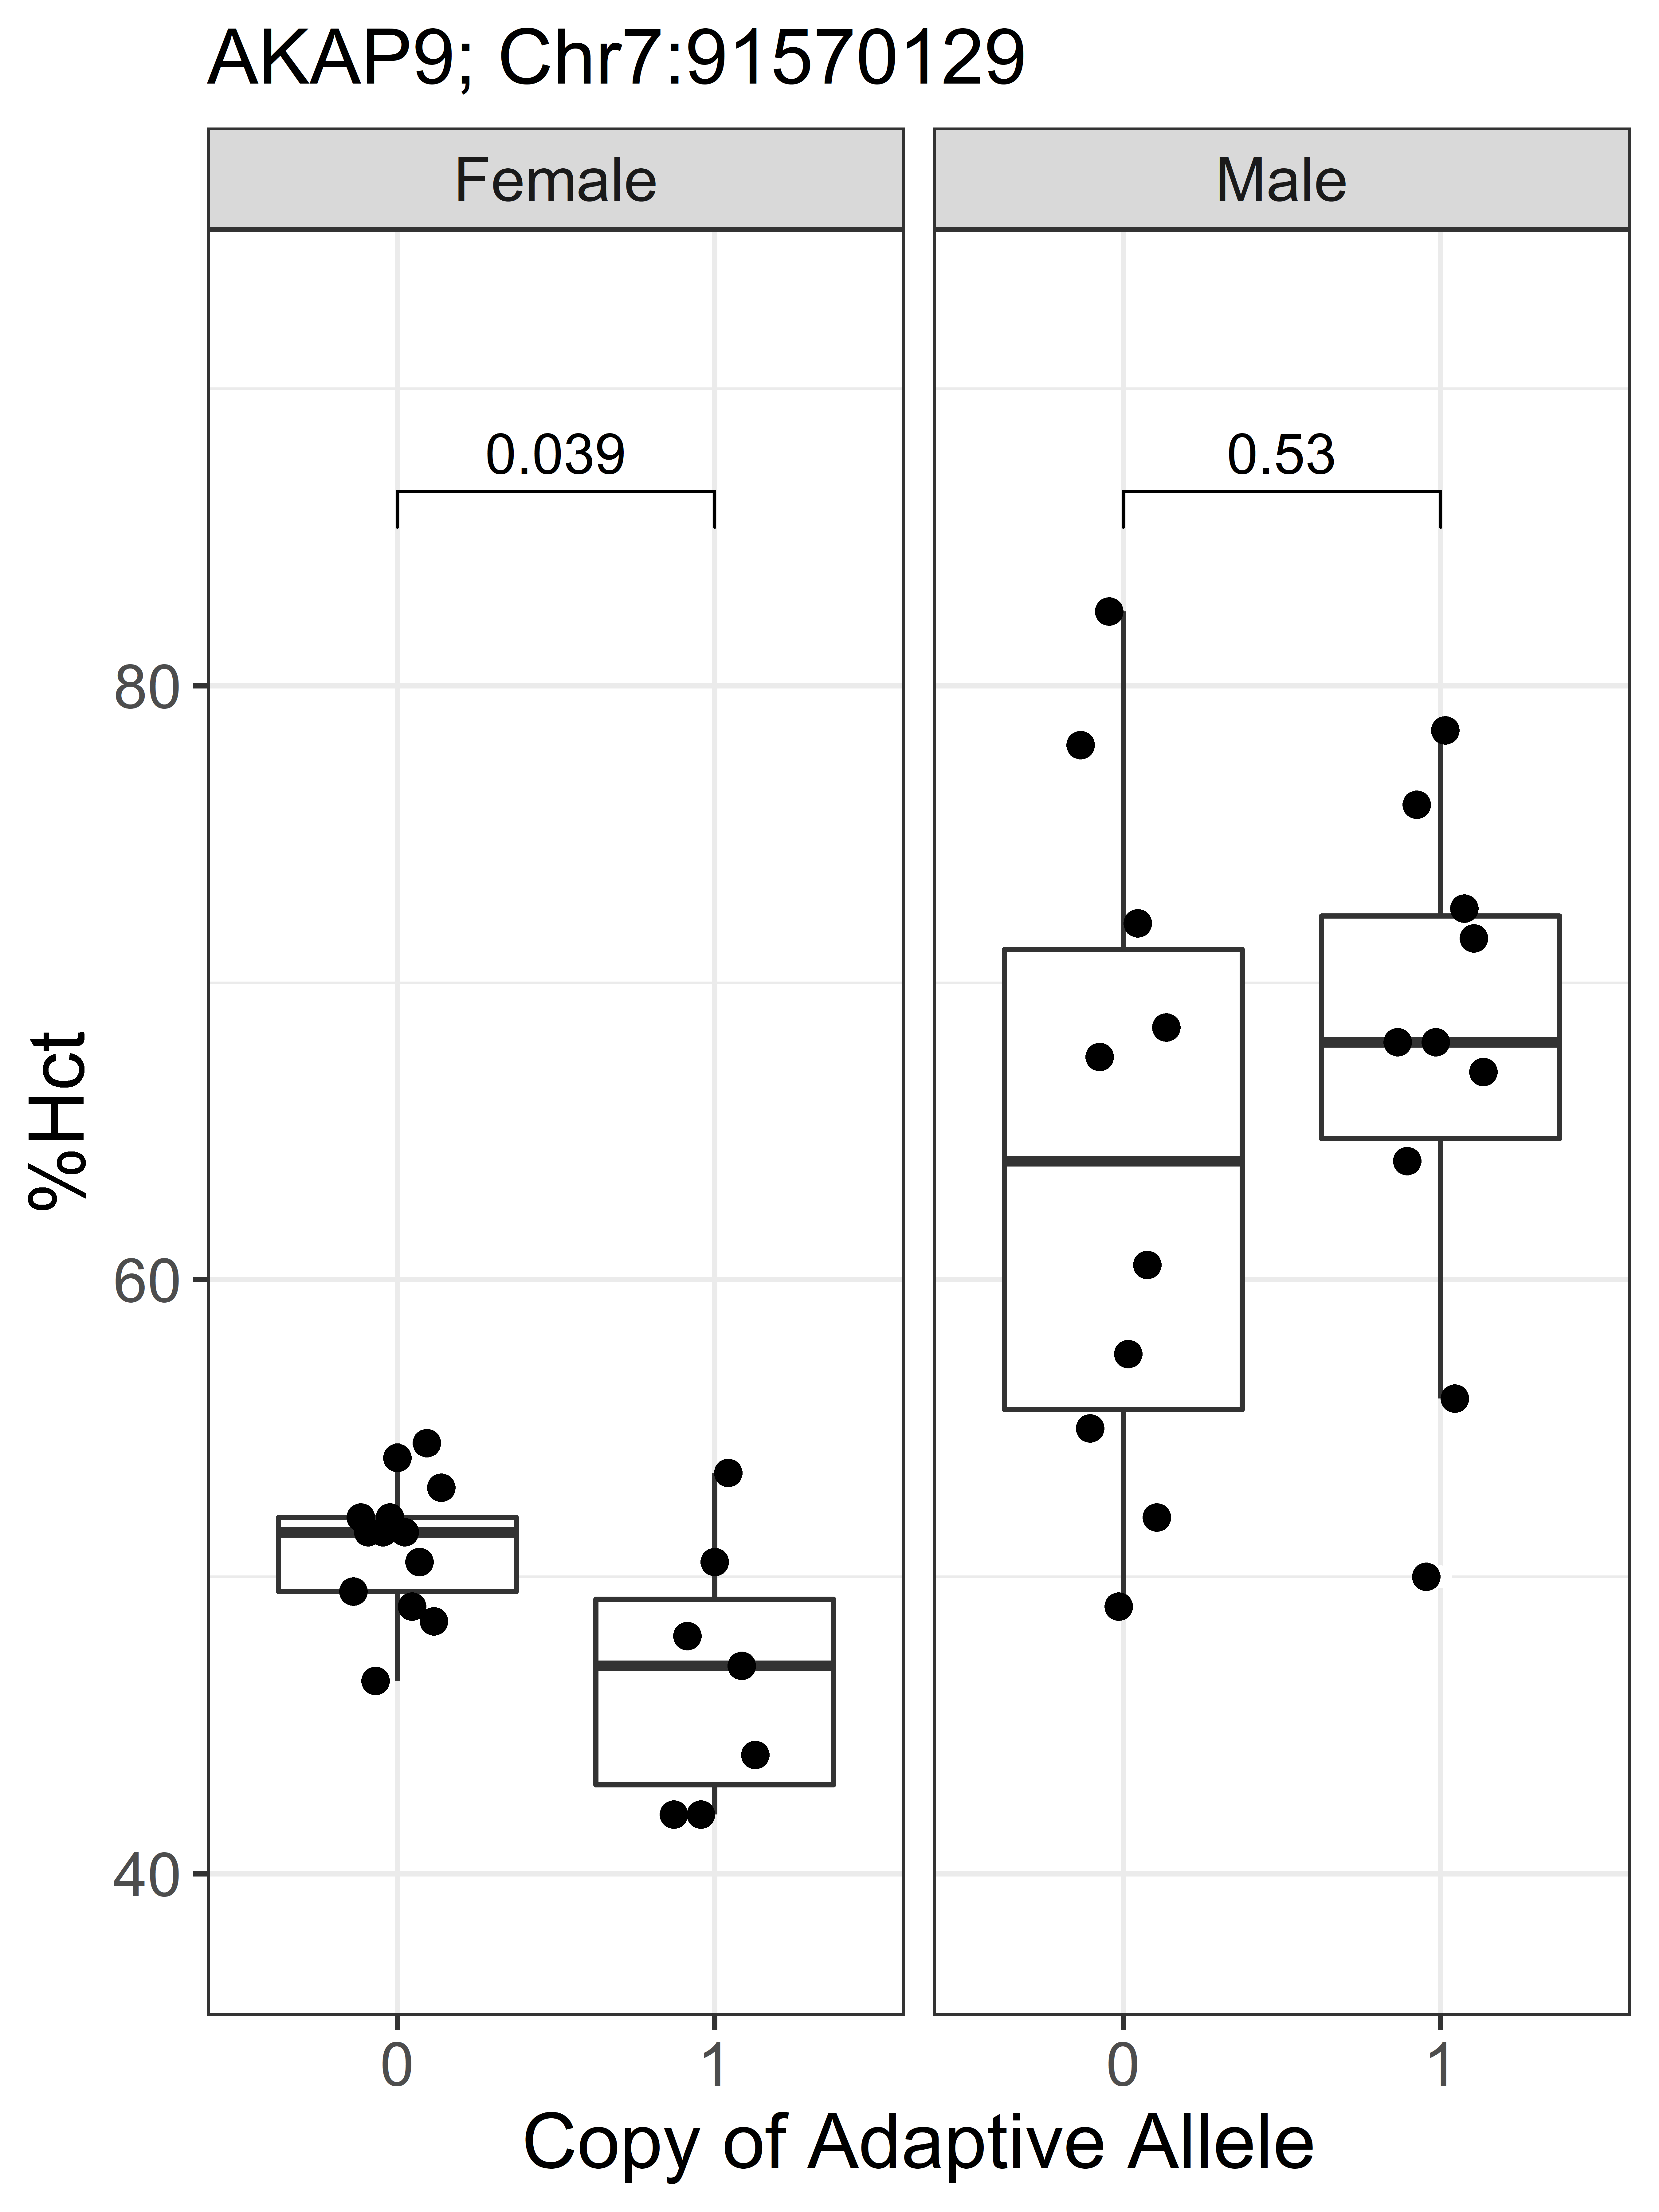 AKAP9; Chr7:91570129
Female
Male
0.039
0.53
80
60
40
%Hct
0
1
0
1
Copy of Adaptive Allele